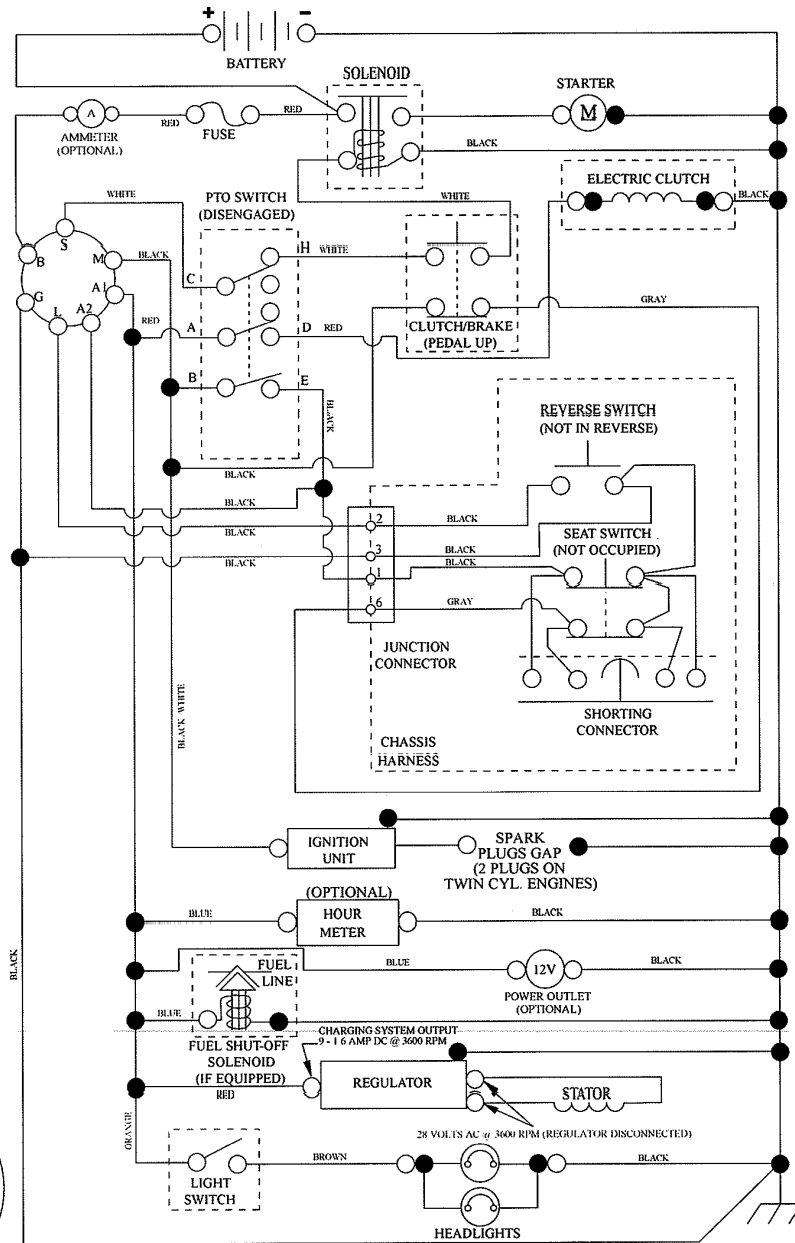 + -
BATTERY
SOLENOID
STARTER
A
RED
FUSE
RED
M
AMMETER
(OPTIONAL)
BLACK
ELECTRIC CLUTCH
WHITE
PTO SWITCH
(DISENGAGED)
WHITE
BLACK
S
B
M
BLACK
H
WHITE
C
G
A1
A2
L
RED
A
D
RED
GRAY
CLUTCH/BRAKE
(PEDAL UP)
B
E
BLACK
REVERSE SWITCH
(NOT IN REVERSE)
BLACK
BLACK
BLACK
2
BLACK
SEAT SWITCH
(NOT OCCUPIED)
BLACK
3
BLACK
BLACK
1
6
GRAY
JUNCTION
CONNECTOR
BLACK WHITE
SHORTING
CONNECTOR
CHASSIS
HARNESS
IGNITION
UNIT
SPARK
PLUGS GAP
(2 PLUGS ON
TWIN CYL. ENGINES)
(OPTIONAL)
BLUE
HOUR
METER
BLACK
BLACK
FUEL
LINE
BLUE
12V
BLACK
POWER OUTLET
(OPTIONAL)
BLUE
FUEL SHUT-OFF
SOLENOID
(IF EQUIPPED)
CHARGING SYSTEM OUTPUT
9 - 1 6 AMP DC @ 3600 RPM
RED
REGULATOR
STATOR
ORANGE
28 VOLTS AC @ 3600 RPM (REGULATOR DISCONNECTED)
BROWN
BLACK
LIGHT
SWITCH
HEADLIGHTS